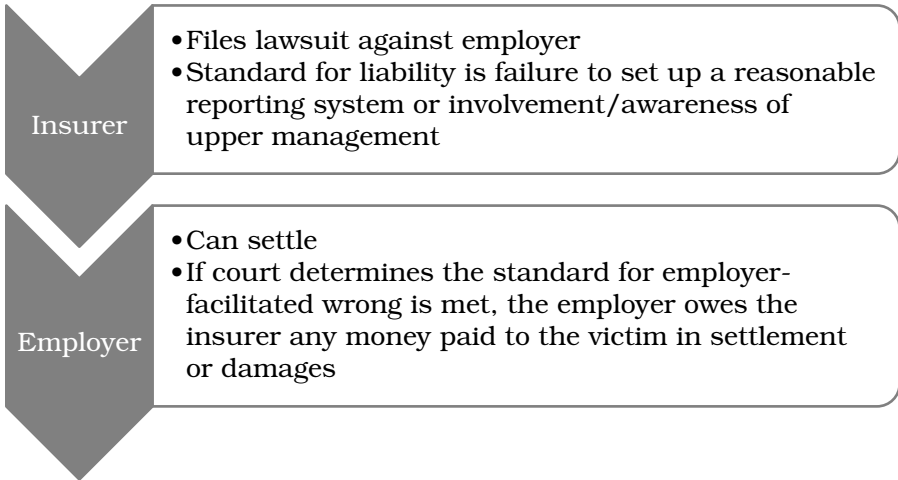 Insurer
•Files lawsuit against employer
•Standard for liability is failure to set up a reasonable
reporting system or involvement/awareness of
upper management
Employer
•Can settle
•If court determines the standard for employer-
facilitated wrong is met, the employer owes the
insurer any money paid to the victim in settlement
or damages